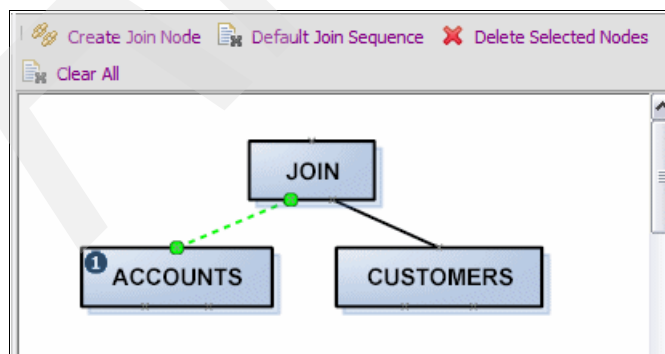 Create Join Node Default Join Sequence Delete Selected Nodes
Clear All
JOIN
1 ACCOUNTS CUSTOMERS